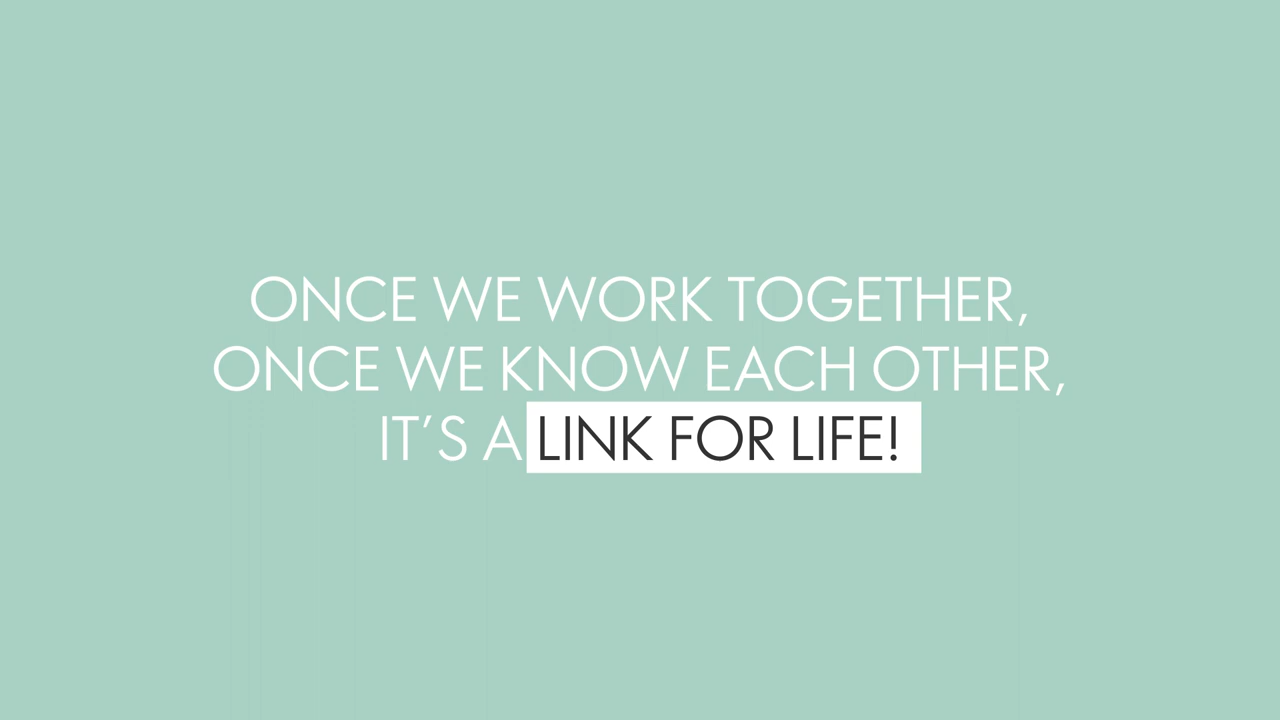 ONCE WE WORK TOGETHER,
ONCE WE KNOW EACH OTHER,
IT’S A LINK FOR LIFE!